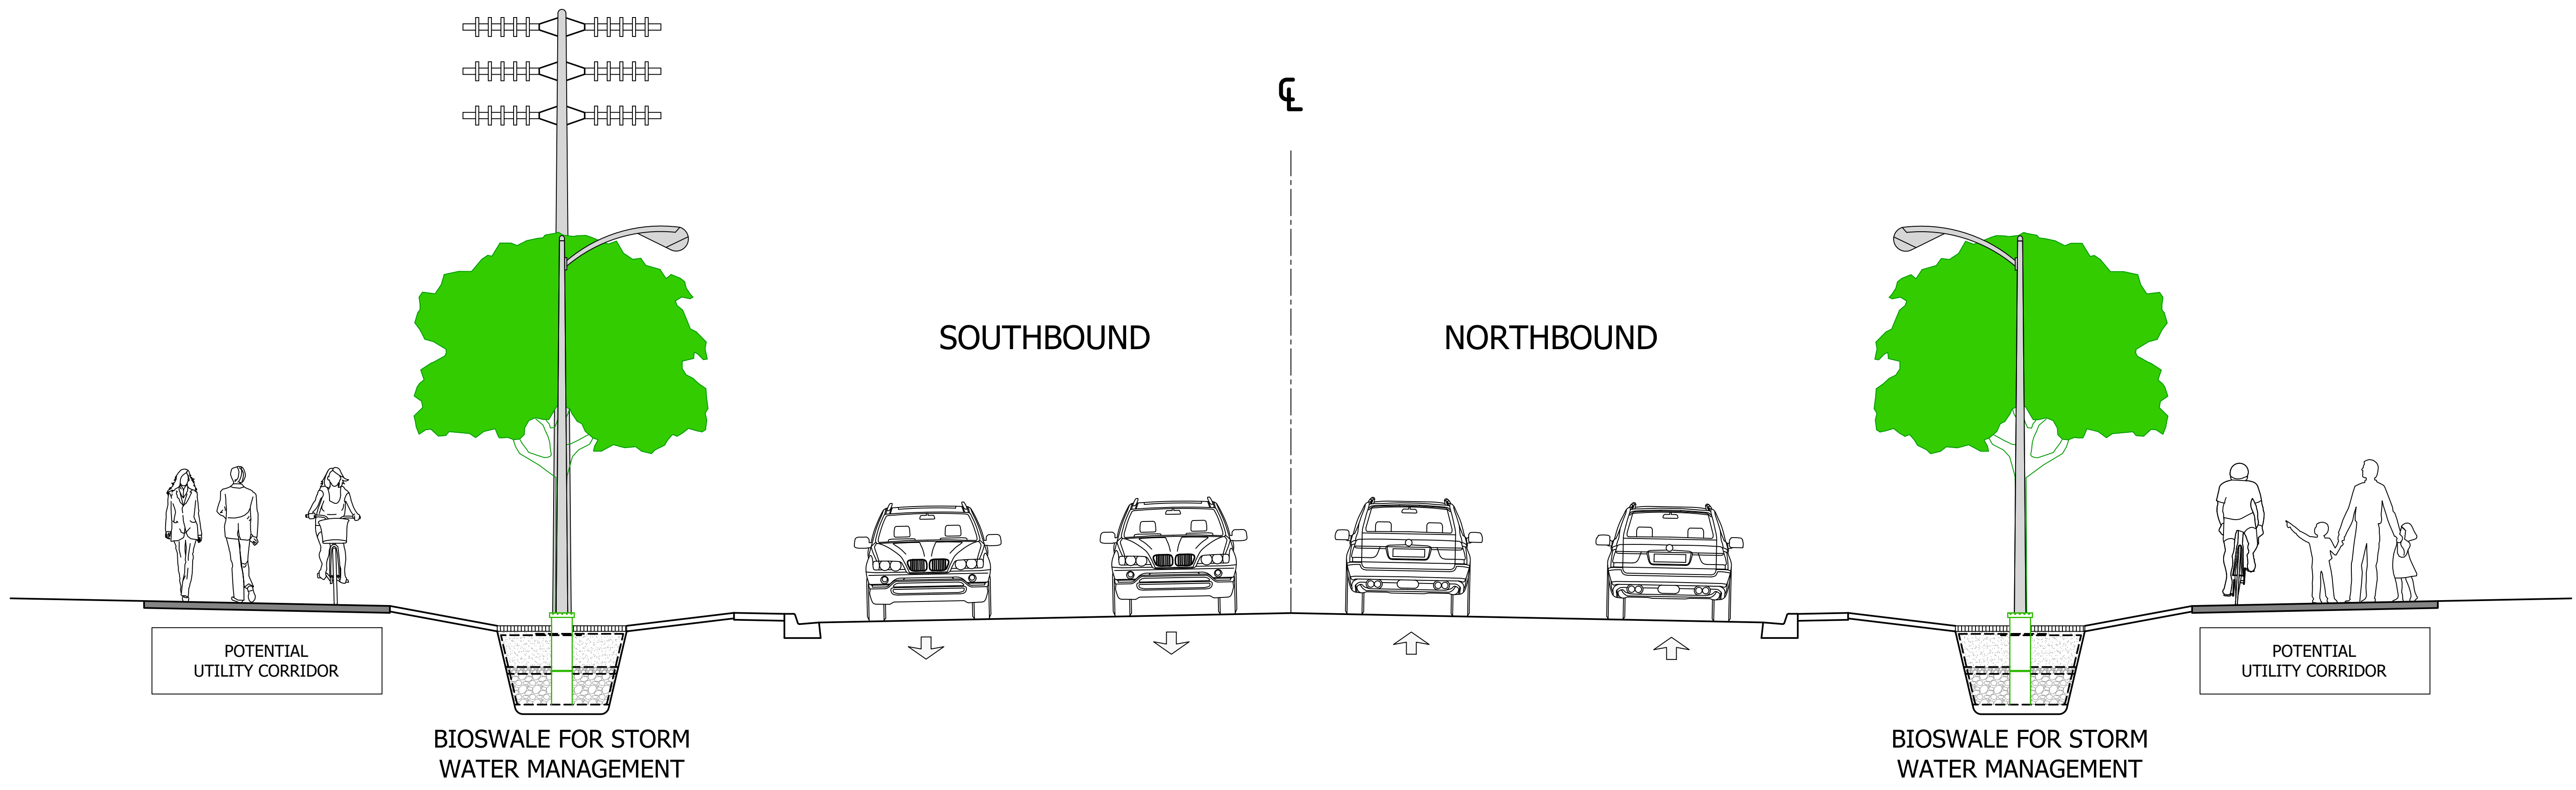 ℄
SOUTHBOUND
NORTHBOUND
POTENTIAL
UTILITY CORRIDOR
BIOSWALE FOR STORM
WATER MANAGEMENT
POTENTIAL
UTILITY CORRIDOR
BIOSWALE FOR STORM
WATER MANAGEMENT